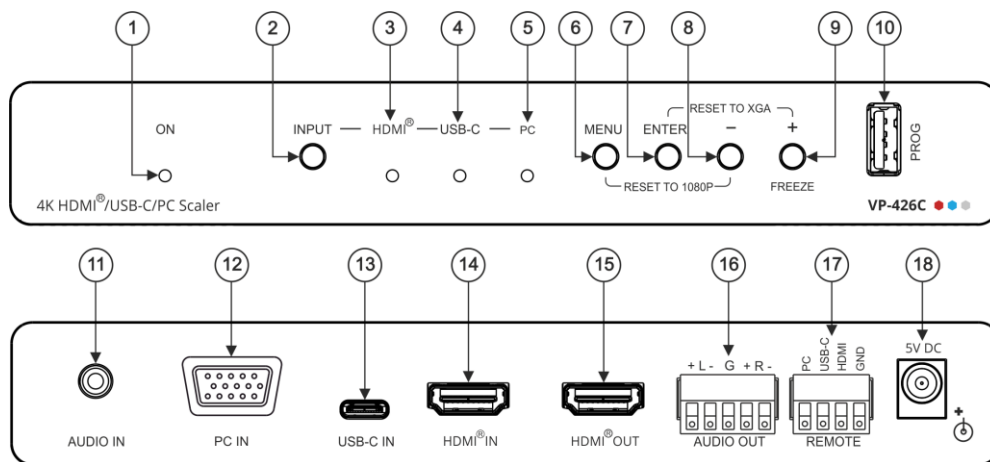 1 2 3 4 5 6 7 8 9 10
RESET TO XGA
ON INPUT HDMI® USB-C PC MENU ENTER - +
PROG
RESET TO 1080P FREEZE
4K HDMI®/USB-C/PC Scaler VP-426C
11 12 13 14 15 16 17 18
+ L - G + R - PC USB-C HDMI GND 5V DC
+
AUDIO IN PC IN USB-C IN HDMI® IN HDMI® OUT AUDIO OUT REMOTE